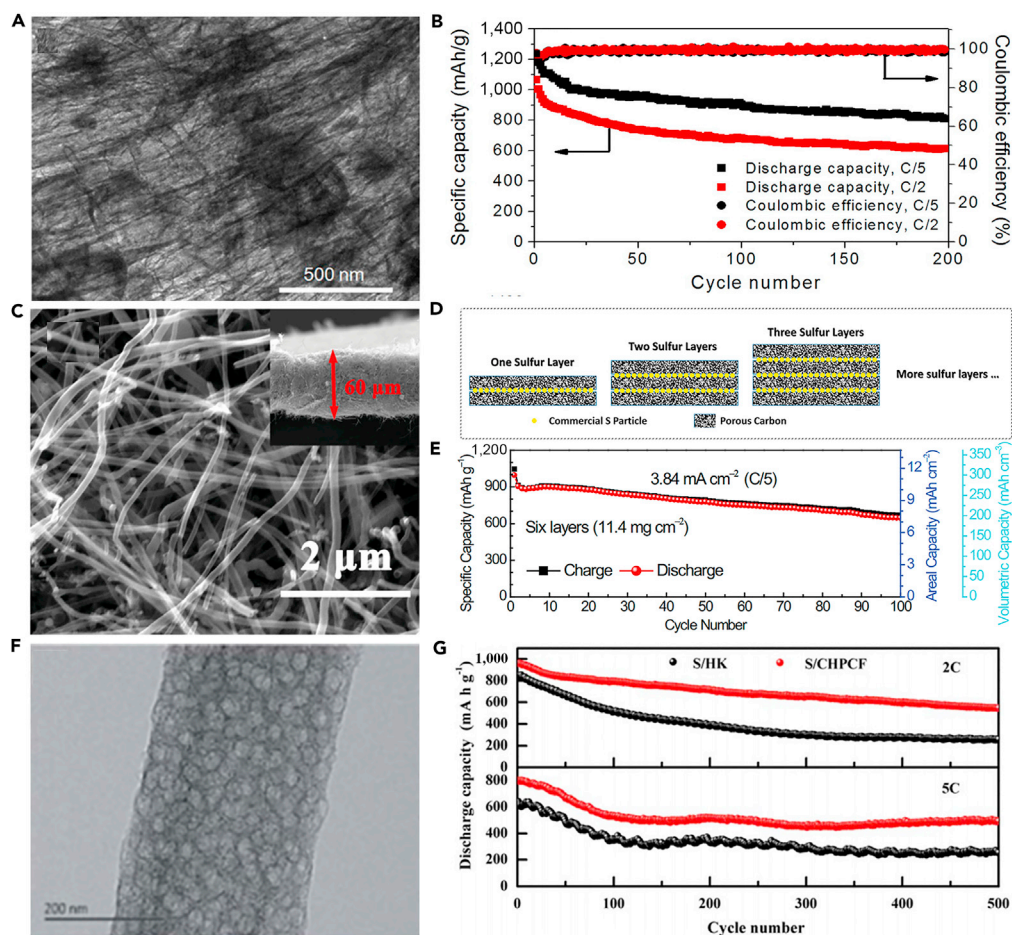 A
500 nm
B
1,400
1,200
1,000
800
600
400
200
0
Specific capacity (mAh/g)
100
80
60
40
20
0
Coulombic efficiency (%)
Discharge capacity, C/5
Discharge capacity, C/2
Coulombic efficiency, C/5
Coulombic efficiency, C/2
0 50 100 150 200
Cycle number
C
60 μm
2 μm
D
One Sulfur Layer
Two Sulfur Layers
Three Sulfur Layers
More sulfur layers ...
Commercial S Particle
Porous Carbon
E
1,200
900
600
300
0
Specific Capacity (mAh g⁻¹)
3.84 mA cm⁻² (C/5)
Six layers (11.4 mg cm⁻²)
Charge Discharge
12
9
6
3
0
Areal Capacity (mAh cm⁻²)
350
300
250
200
150
100
50
0
Volumetric Capacity (mAh cm⁻³)
0 10 20 30 40 50 60 70 80 90 100
Cycle Number
F
200 nm
G
1,000
800
600
400
200
0
S/HK
S/CHPCF
2C
800
600
400
200
0
5C
Discharge capacity (mA h g⁻¹)
0 100 200 300 400 500
Cycle number